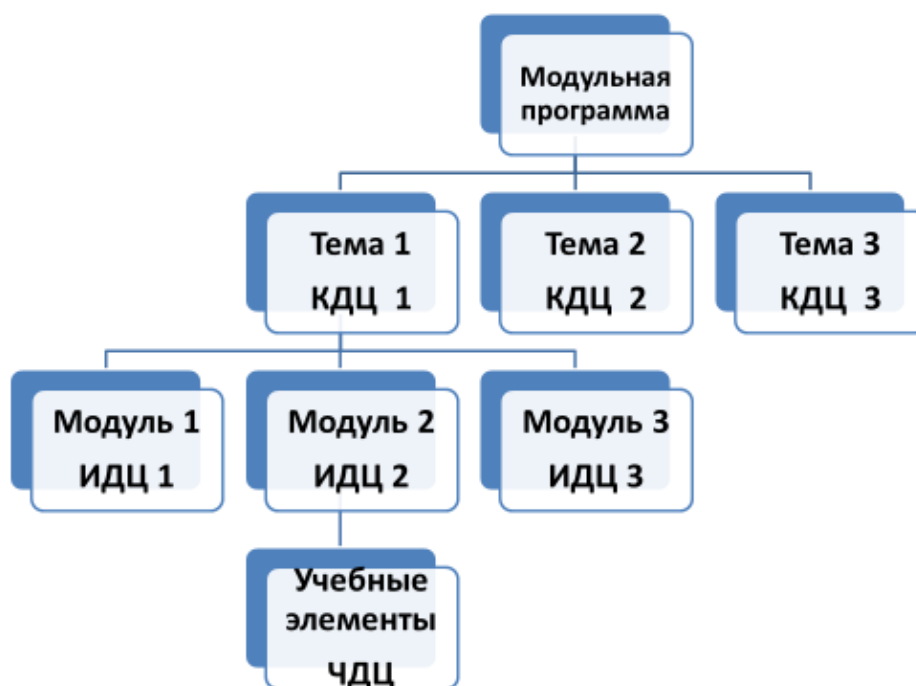 Модульная
программа
Тема 1
КДЦ 1
Тема 2
КДЦ 2
Тема 3
КДЦ 3
Модуль 1
ИДЦ 1
Модуль 2
ИДЦ 2
Модуль 3
ИДЦ 3
Учебные
элементы
ЧДЦ